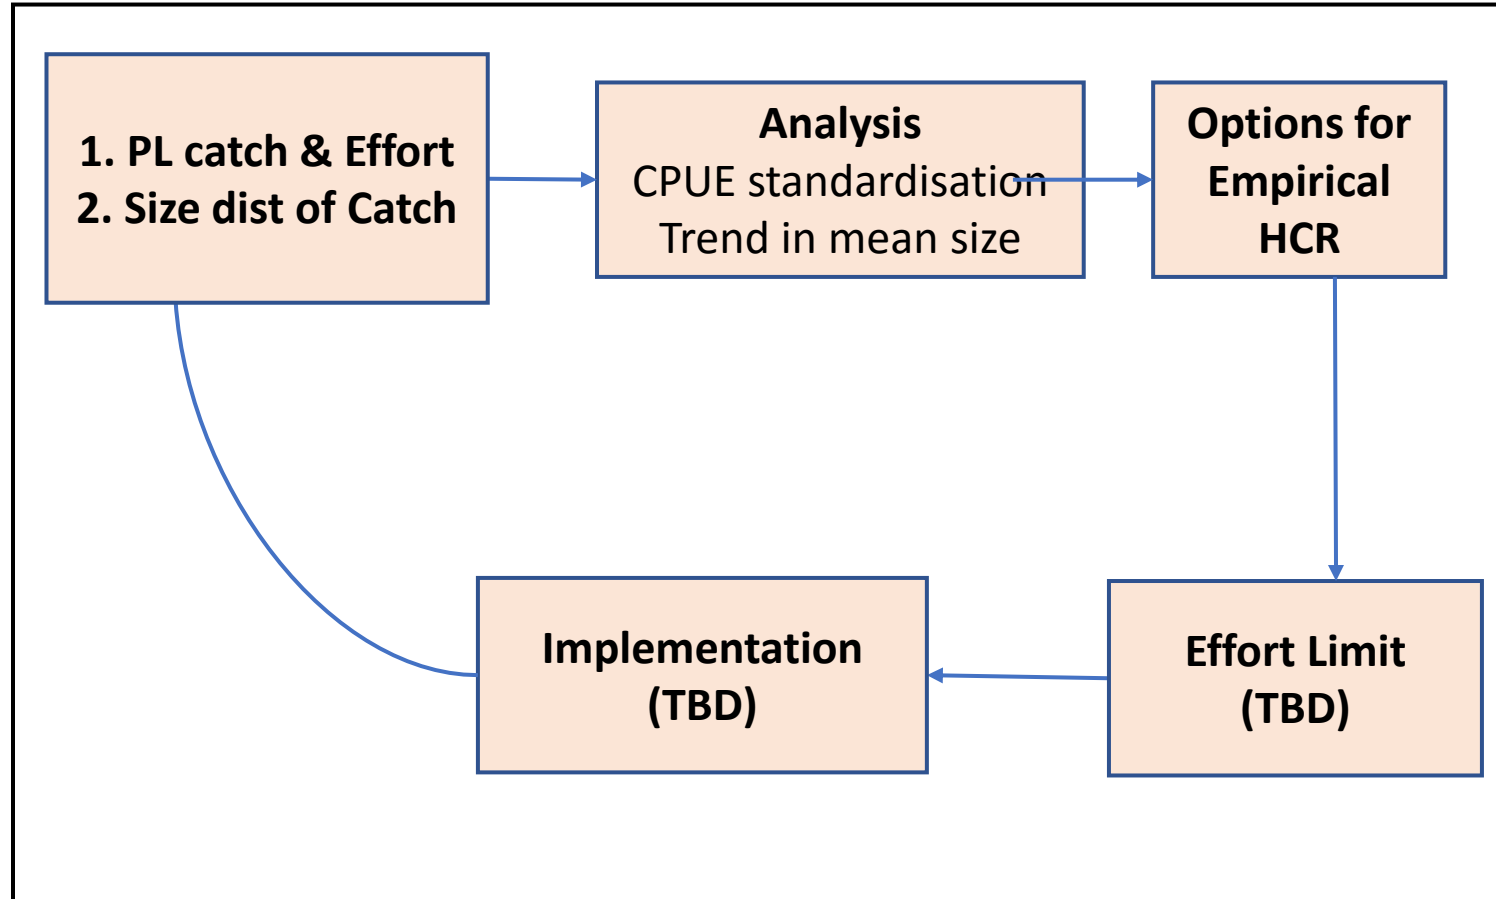 1. PL catch & Effort
2. Size dist of Catch
Analysis
CPUE standardisation
Trend in mean size
Options for
Empirical
HCR
Implementation
(TBD)
Effort Limit
(TBD)